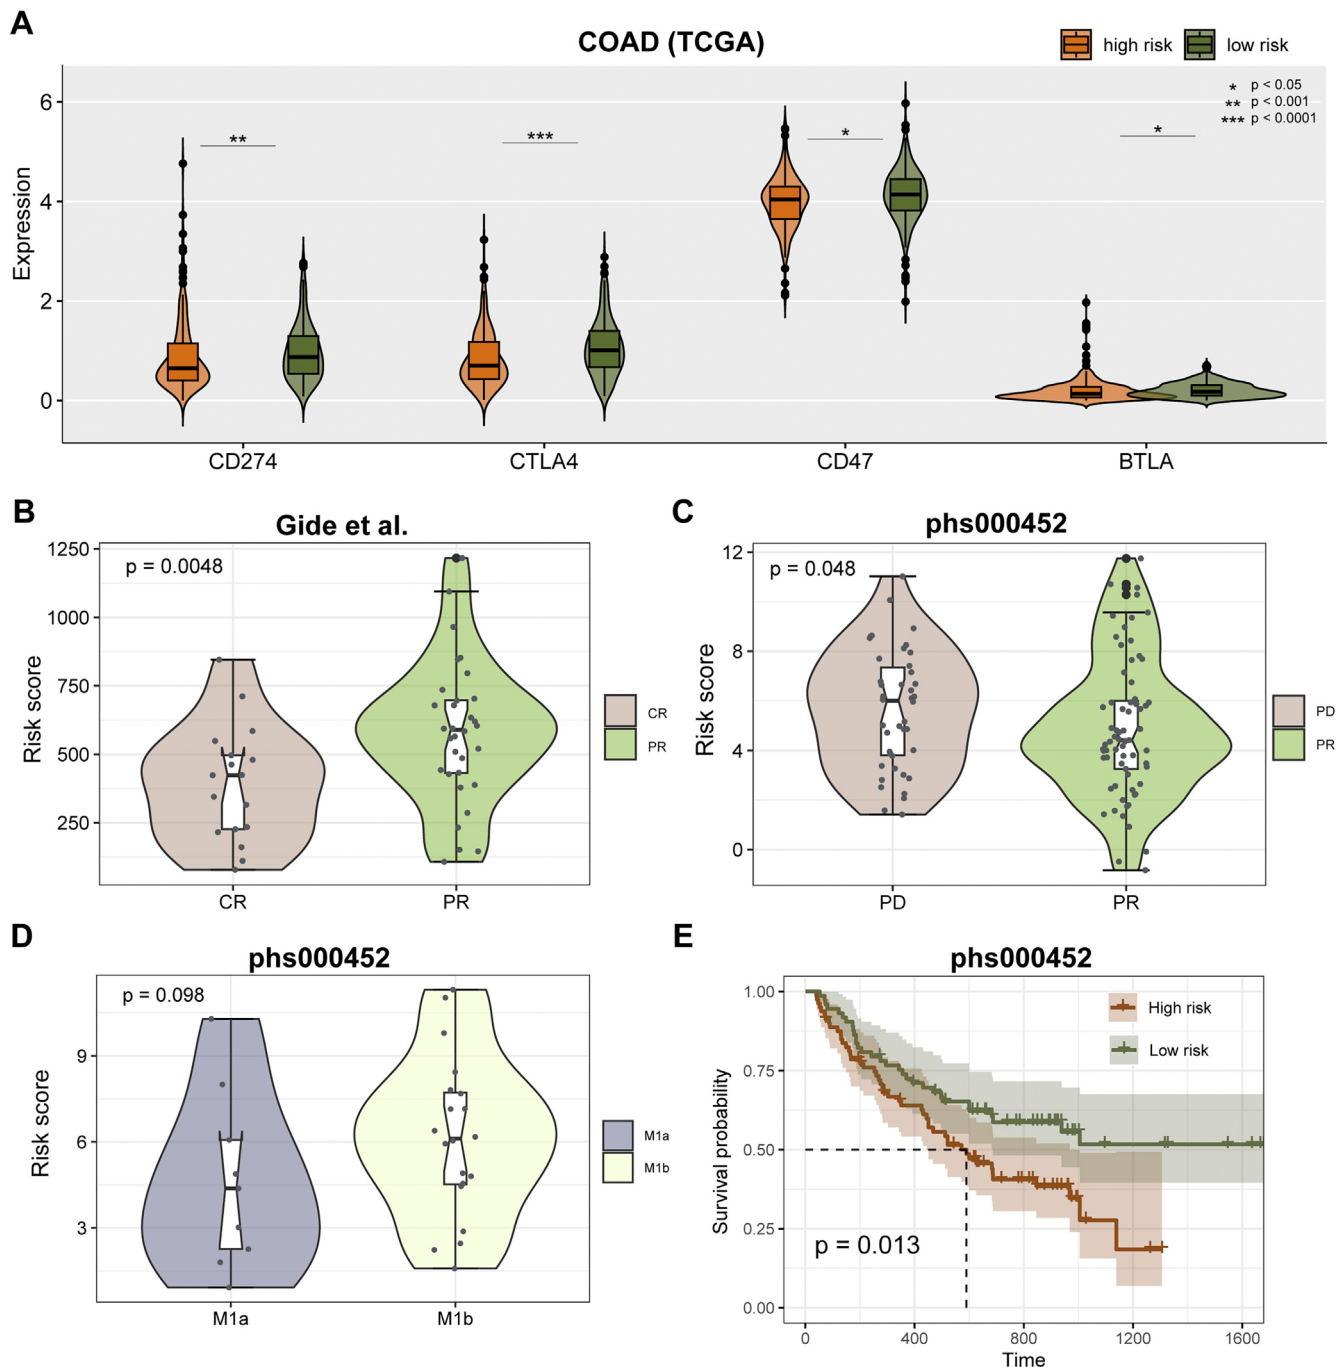 A
COAD (TCGA)
high risk
low risk
* p < 0.05
** p < 0.001
*** p < 0.0001
** *** * *
Expression
6
4
2
0
CD274 CTLA4 CD47 BTLA
B
Gide et al.
p = 0.0048
Risk score
1250
1000
750
500
250
CR PR
CR
PR
C
phs000452
p = 0.048
Risk score
12
8
4
0
PD PR
PD
PR
D
phs000452
p = 0.098
Risk score
9
6
3
M1a M1b
M1a
M1b
E
phs000452
High risk
Low risk
Survival probability
1.00
0.75
0.50
0.25
0.00
p = 0.013
0 400 800 1200 1600
Time